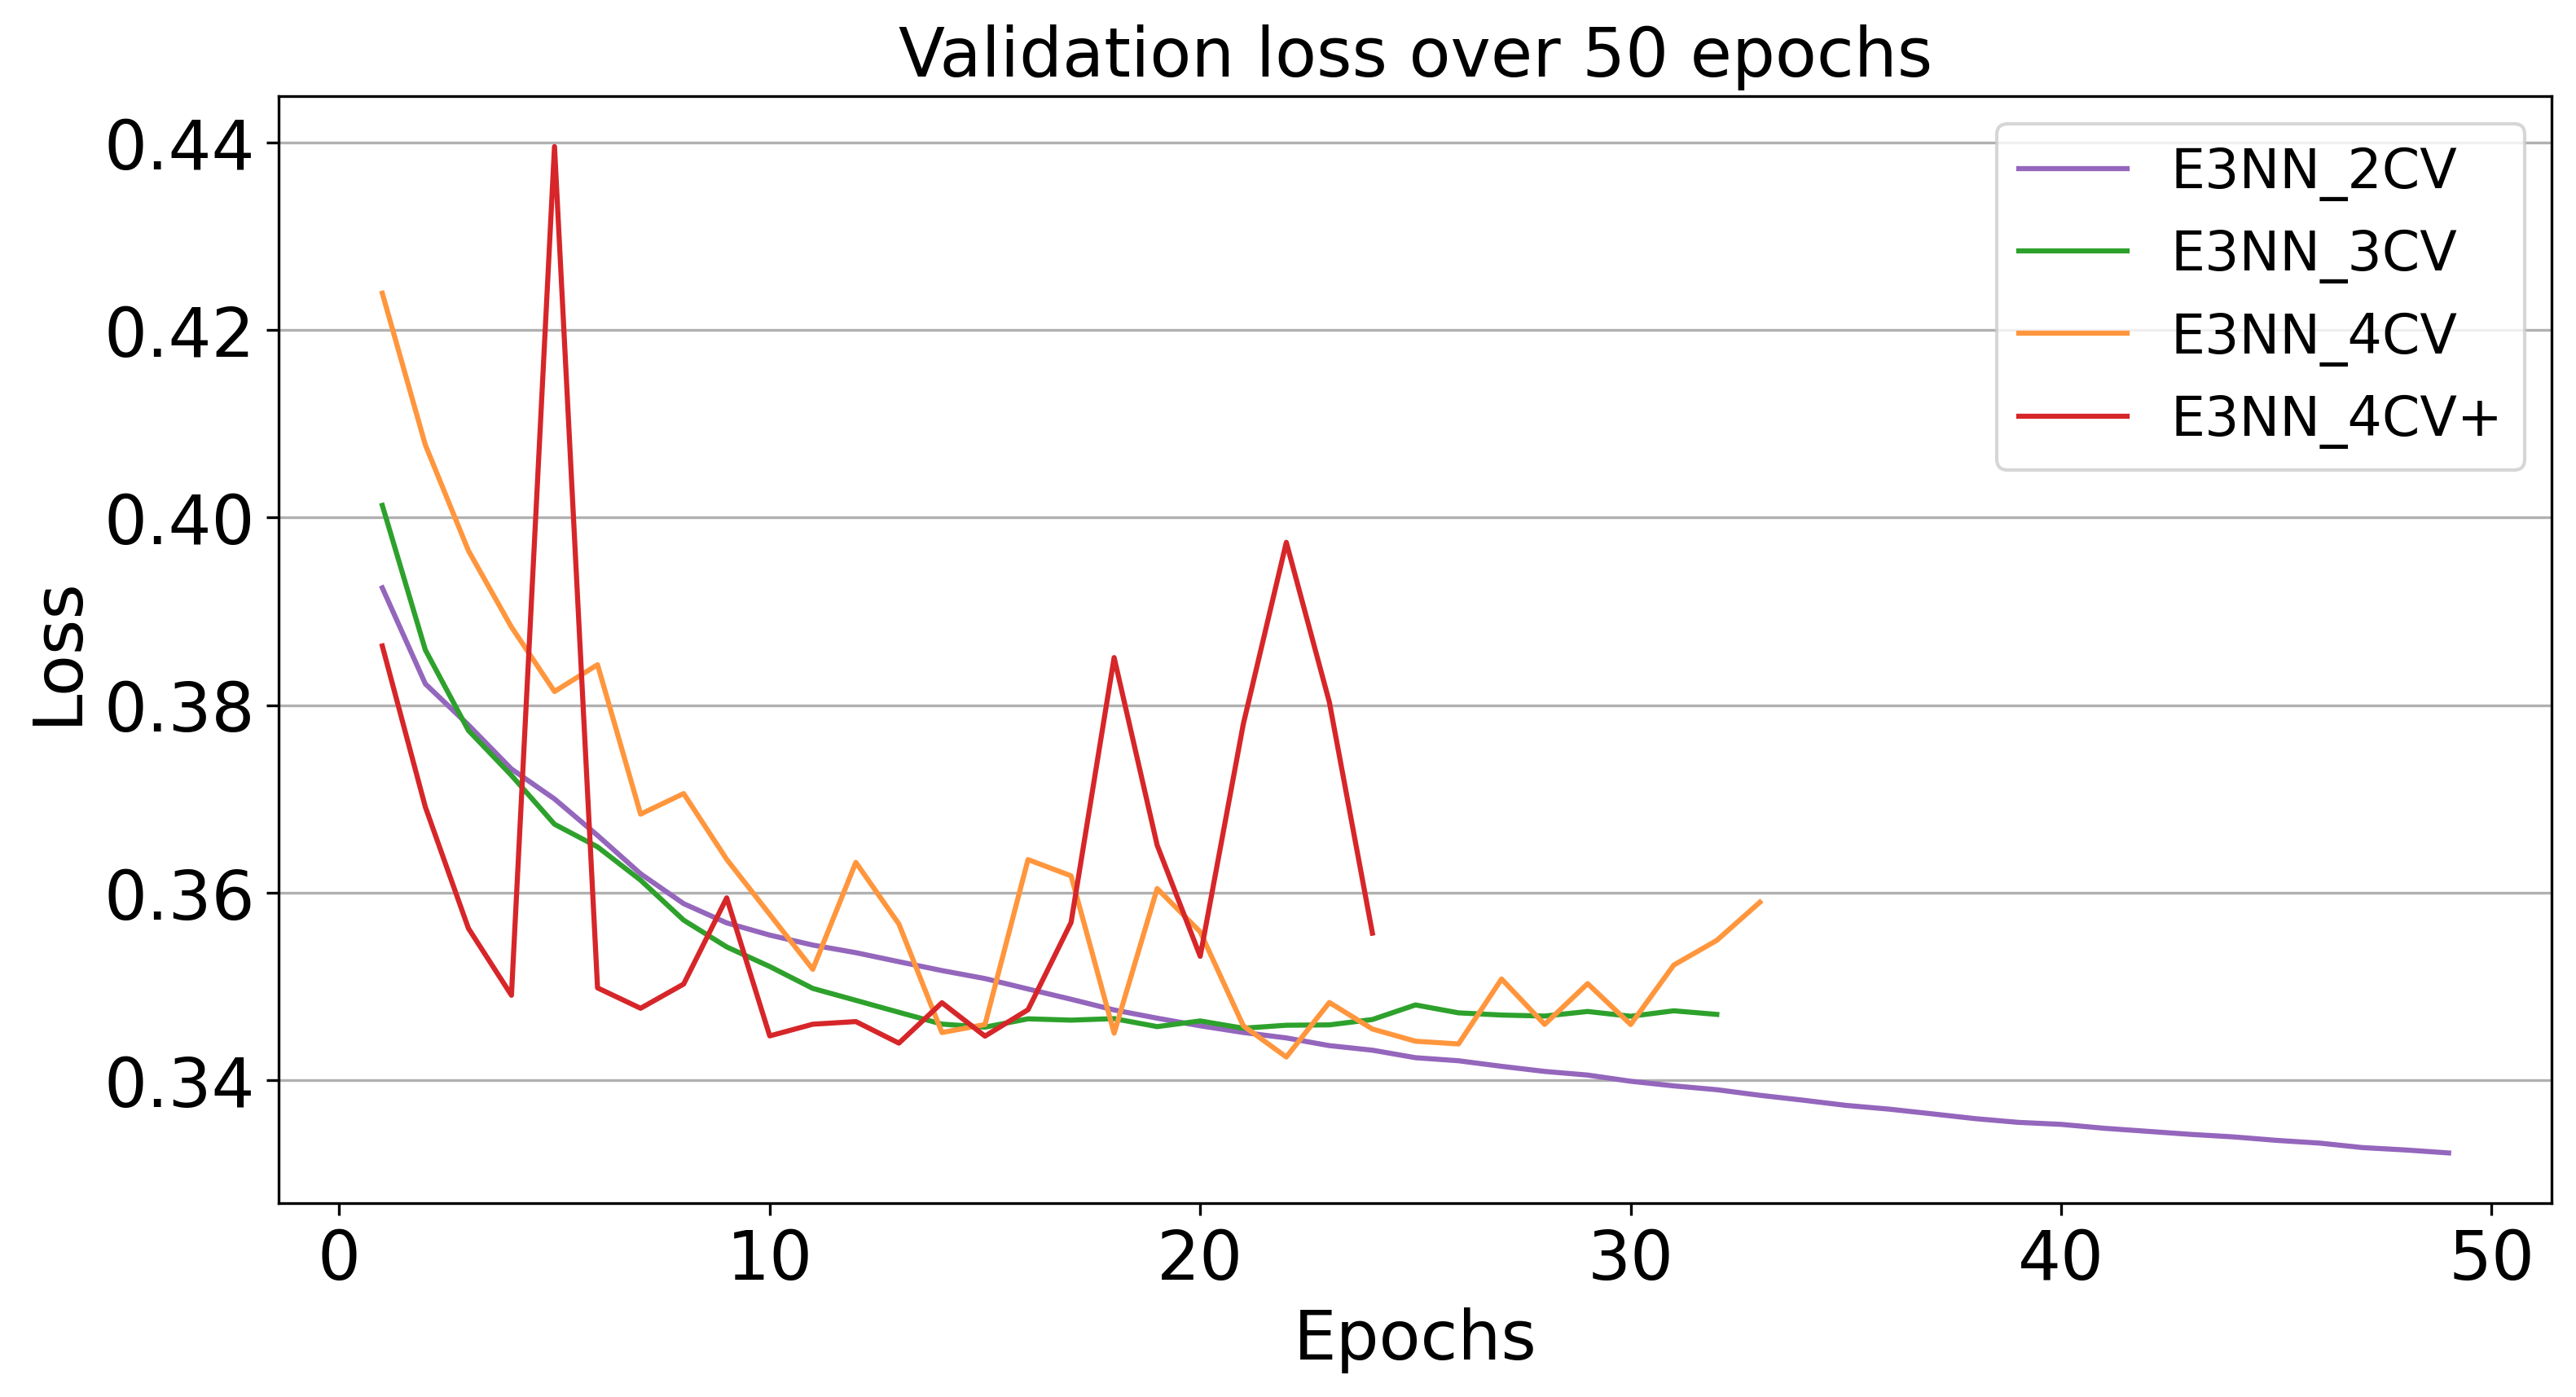 Validation loss over 50 epochs
0.44
0.42
0.40
0.38
0.36
0.34
Loss
E3NN_2CV
E3NN_3CV
E3NN_4CV
E3NN_4CV+
0 10 20 30 40 50
Epochs